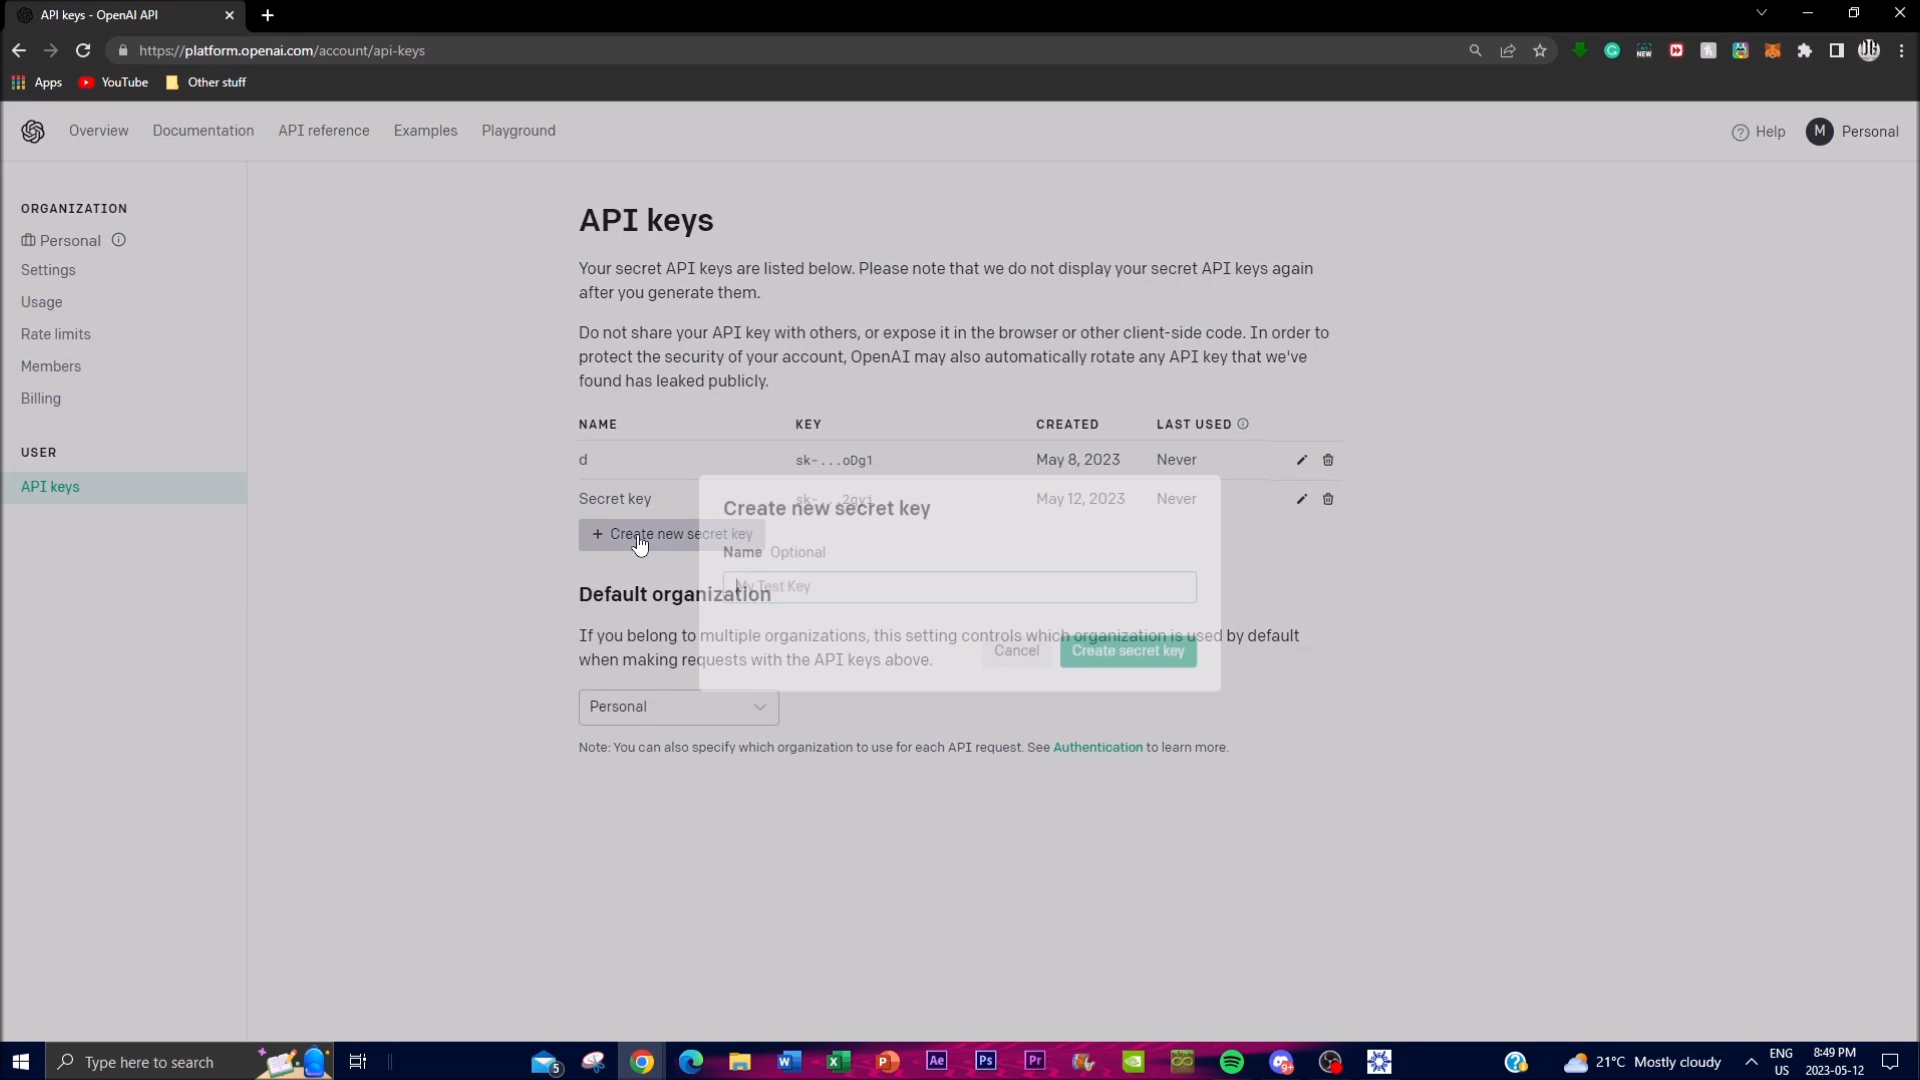 API keys - OpenAI API
https://platform.openai.com/account/api-keys
Apps
YouTube
Other stuff
Overview
Documentation
API reference
Examples
Playground
Help
M
Personal
ORGANIZATION
Personal
Settings
Usage
Rate limits
Members
Billing
USER
API keys
API keys
Your secret API keys are listed below. Please note that we do not display your secret API keys again
after you generate them.
Do not share your API key with others, or expose it in the browser or other client-side code. In order to
protect the security of your account, OpenAI may also automatically rotate any API key that we've
found has leaked publicly.
NAME KEY CREATED LAST USED
d sk-...oDg1 May 8, 2023 Never
Secret key May 12, 2023 Never
+ Create new secret key
Create new secret key
Name Optional
My Test Key
Cancel
Create secret key
Default organization
If you belong to multiple organizations, this setting controls which organization is used by default
when making requests with the API keys above.
Personal
Note: You can also specify which organization to use for each API request. See Authentication to learn more.
Type here to search
5
Ae
Ps
Pr
21°C Mostly cloudy
ENG
US
8:49 PM
2023-05-12